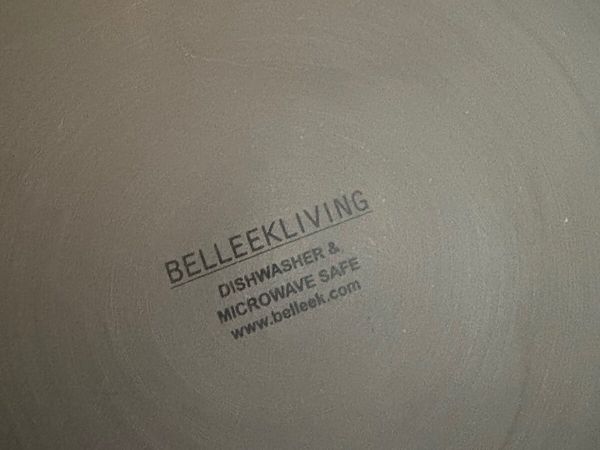 BELLEEKLIVING
DISHWASHER &
MICROWAVE SAFE
www.belleek.com